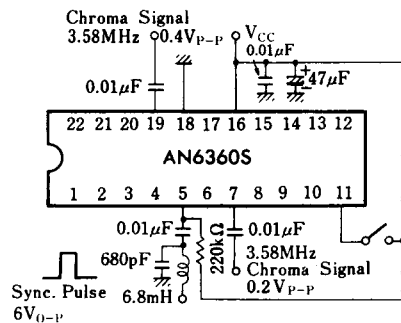 Chroma Signal
3.58MHz 0.4V_P-P V_CC
0.01μF
0.01μF 47μF
22 21 20 19 18 17 16 15 14 13 12
AN6360S
1 2 3 4 5 6 7 8 9 10 11
0.01μF 220kΩ 0.01μF
680pF 3.58MHz
Chroma Signal
Sync. Pulse 6.8mH 0.2V_P-P
6V_O-P